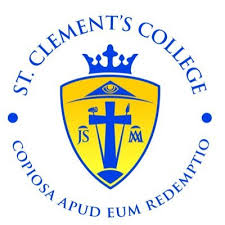 ST. CLEMENT'S COLLEGE
JS MA
COPIOSA APUD EUM REDEMPTIO